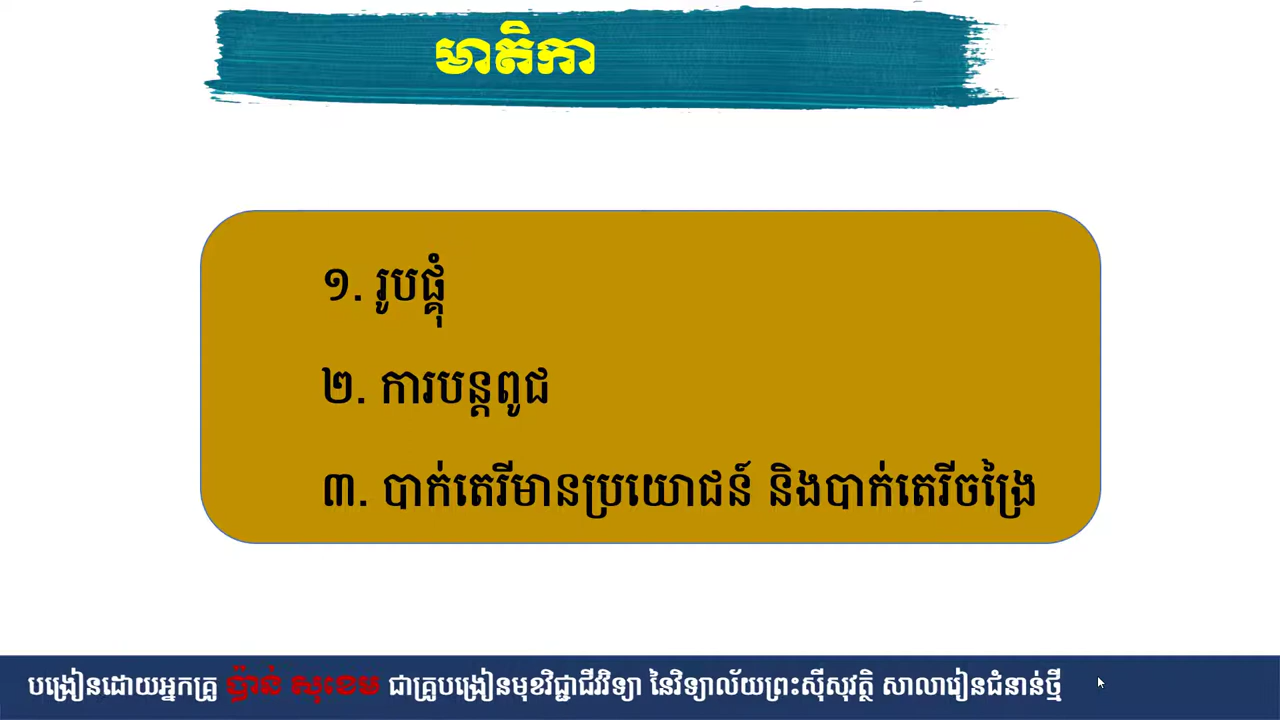 មាតិកា
១. រូបផ្គុំ
២. ការបន្តពូជ
៣. បាក់តេរីមានប្រយោជន៍ និងបាក់តេរីចង្រៃ
បង្រៀនដោយអ្នកគ្រូ ប៉ាន់ សុខេម ជាគ្រូបង្រៀនមុខវិជ្ជាជីវវិទ្យា នៃវិទ្យាល័យព្រះស៊ីសុវត្ថិ សាលារៀនជំនាន់ថ្មី